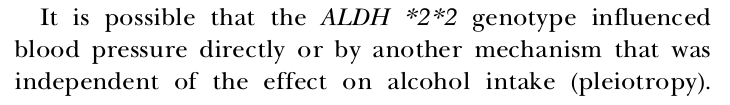 It is possible that the ALDH *2*2 genotype influenced
blood pressure directly or by another mechanism that was
independent of the effect on alcohol intake (pleiotropy).